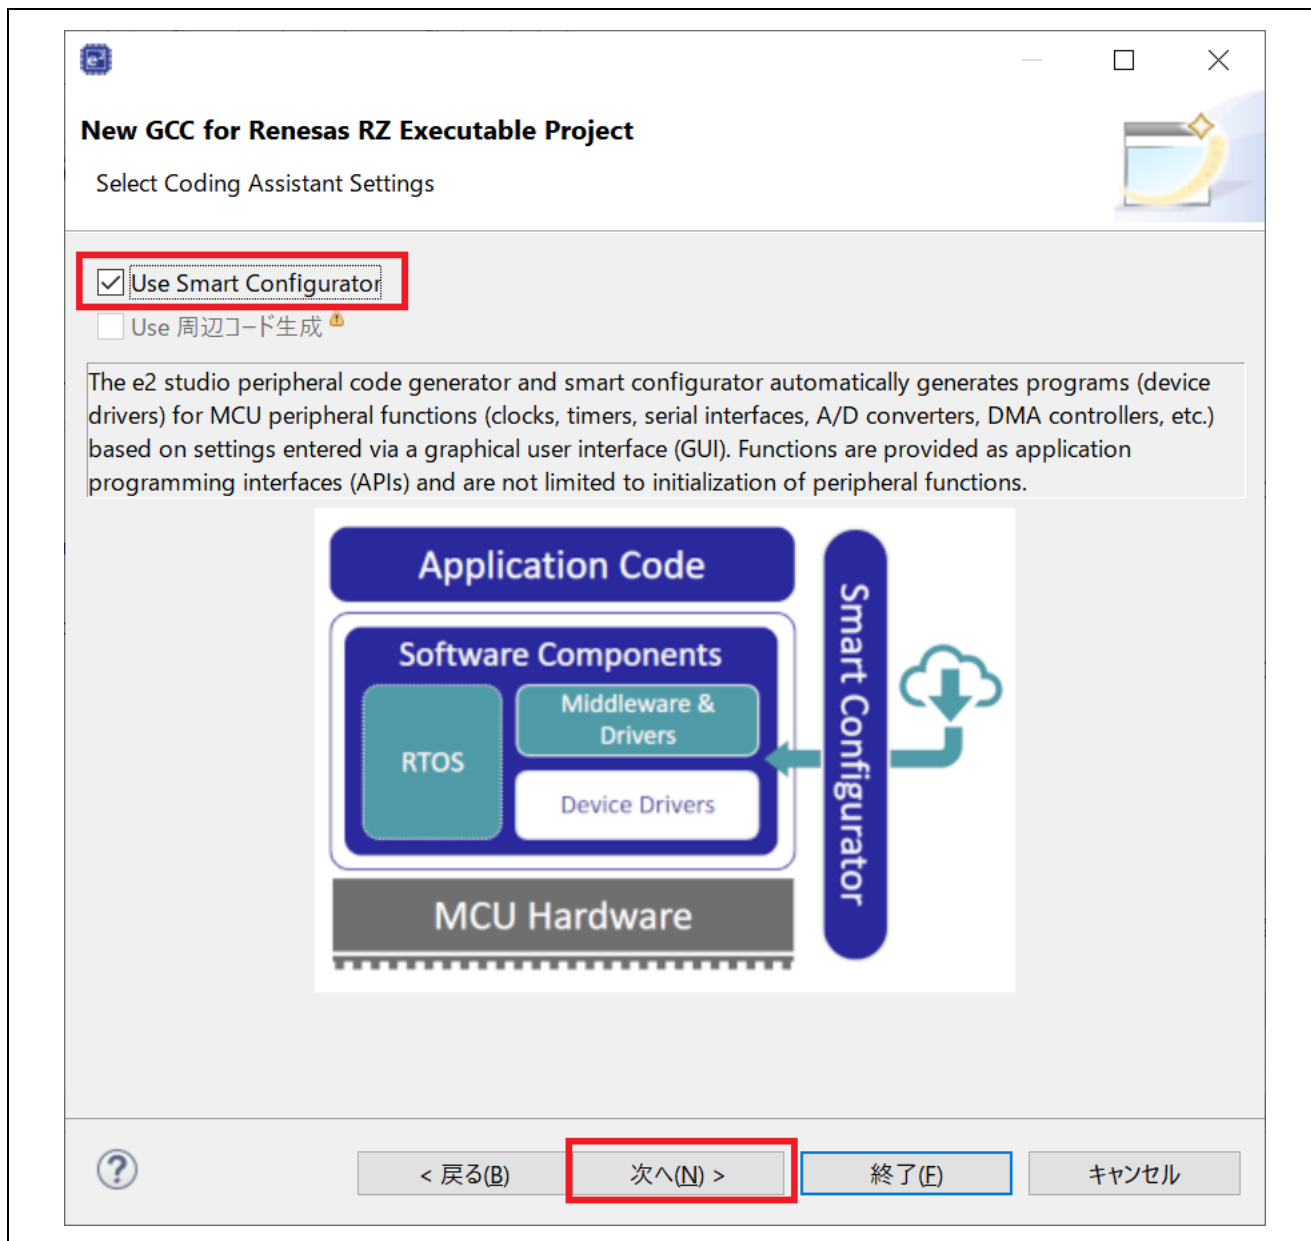 e²
New GCC for Renesas RZ Executable Project
Select Coding Assistant Settings
Use Smart Configurator
Use 周辺コード生成
The e2 studio peripheral code generator and smart configurator automatically generates programs (device
drivers) for MCU peripheral functions (clocks, timers, serial interfaces, A/D converters, DMA controllers, etc.)
based on settings entered via a graphical user interface (GUI). Functions are provided as application
programming interfaces (APIs) and are not limited to initialization of peripheral functions.
Application Code
Software Components
RTOS
Middleware &
Drivers
Device Drivers
MCU Hardware
Smart Configurator
?
< 戻る(B)
次へ(N) >
終了(F)
キャンセル